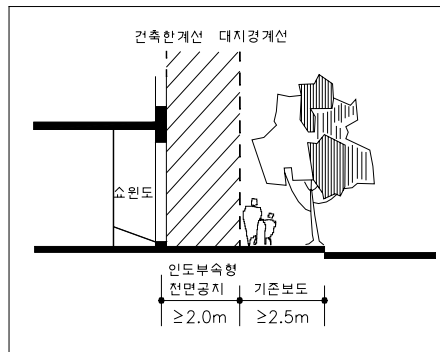 건축한계선 대지경계선
쇼윈도
인도부속형
전면공지 기존보도
≥2.0m ≥2.5m